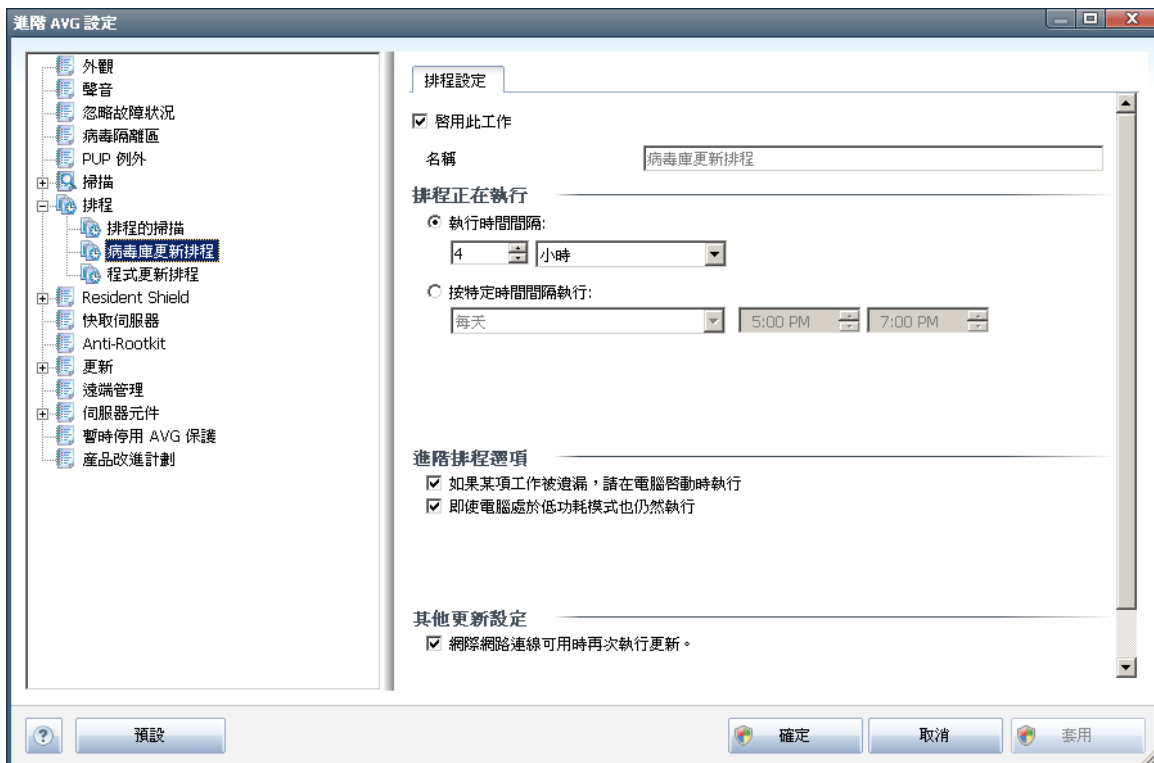 進階 AVG 設定
外觀
聲音
忽略故障狀況
病毒隔離區
PUP 例外
掃描
排程
排程的掃描
病毒庫更新排程
程式更新排程
Resident Shield
快取伺服器
Anti-Rootkit
更新
遠端管理
伺服器元件
暫時停用 AVG 保護
產品改進計劃
排程設定
啓用此工作
名稱 病毒庫更新排程
排程正在執行
執行時間間隔:
4 小時
按特定時間間隔執行:
每天 5:00 PM 7:00 PM
進階排程選項
如果某項工作被遺漏，請在電腦啓動時執行
即使電腦處於低功耗模式也仍然執行
其他更新設定
網際網路連線可用時再次執行更新。
? 預設 確定 取消 套用